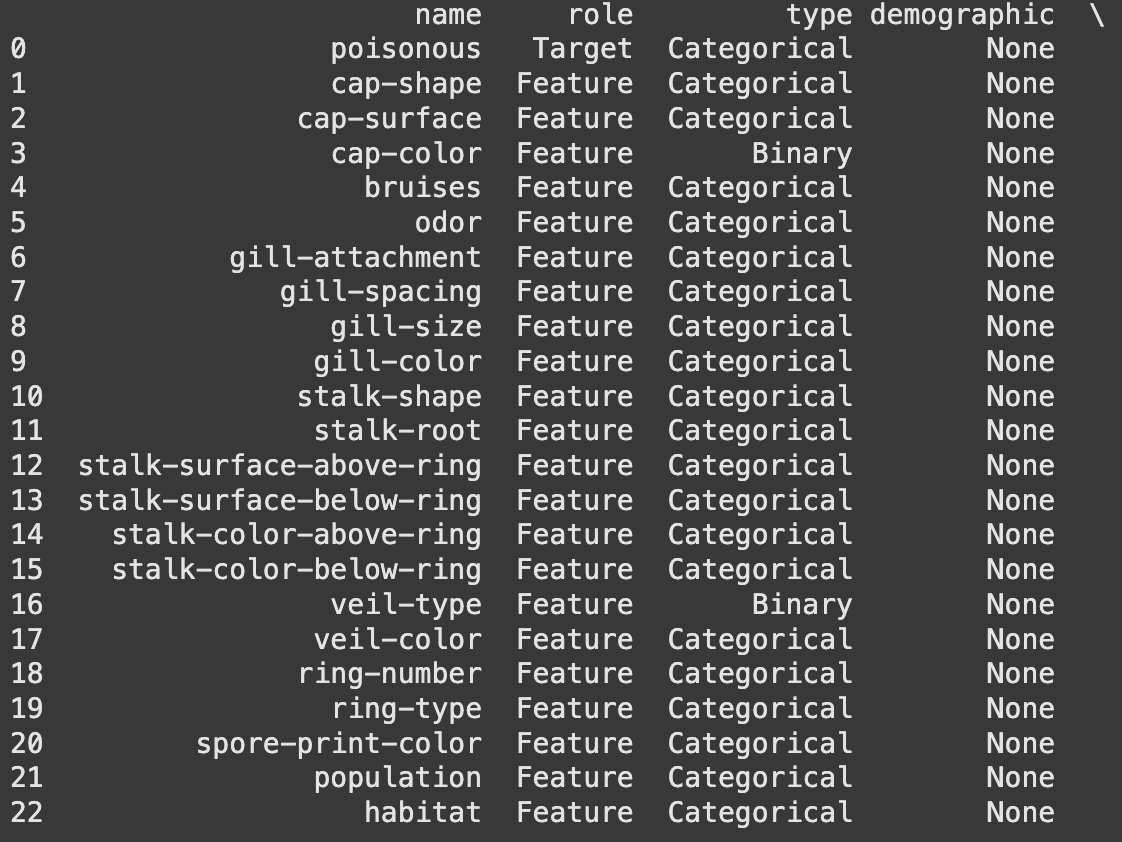 name role type demographic \
0 poisonous Target Categorical None
1 cap-shape Feature Categorical None
2 cap-surface Feature Categorical None
3 cap-color Feature Binary None
4 bruises Feature Categorical None
5 odor Feature Categorical None
6 gill-attachment Feature Categorical None
7 gill-spacing Feature Categorical None
8 gill-size Feature Categorical None
9 gill-color Feature Categorical None
10 stalk-shape Feature Categorical None
11 stalk-root Feature Categorical None
12 stalk-surface-above-ring Feature Categorical None
13 stalk-surface-below-ring Feature Categorical None
14 stalk-color-above-ring Feature Categorical None
15 stalk-color-below-ring Feature Categorical None
16 veil-type Feature Binary None
17 veil-color Feature Categorical None
18 ring-number Feature Categorical None
19 ring-type Feature Categorical None
20 spore-print-color Feature Categorical None
21 population Feature Categorical None
22 habitat Feature Categorical None